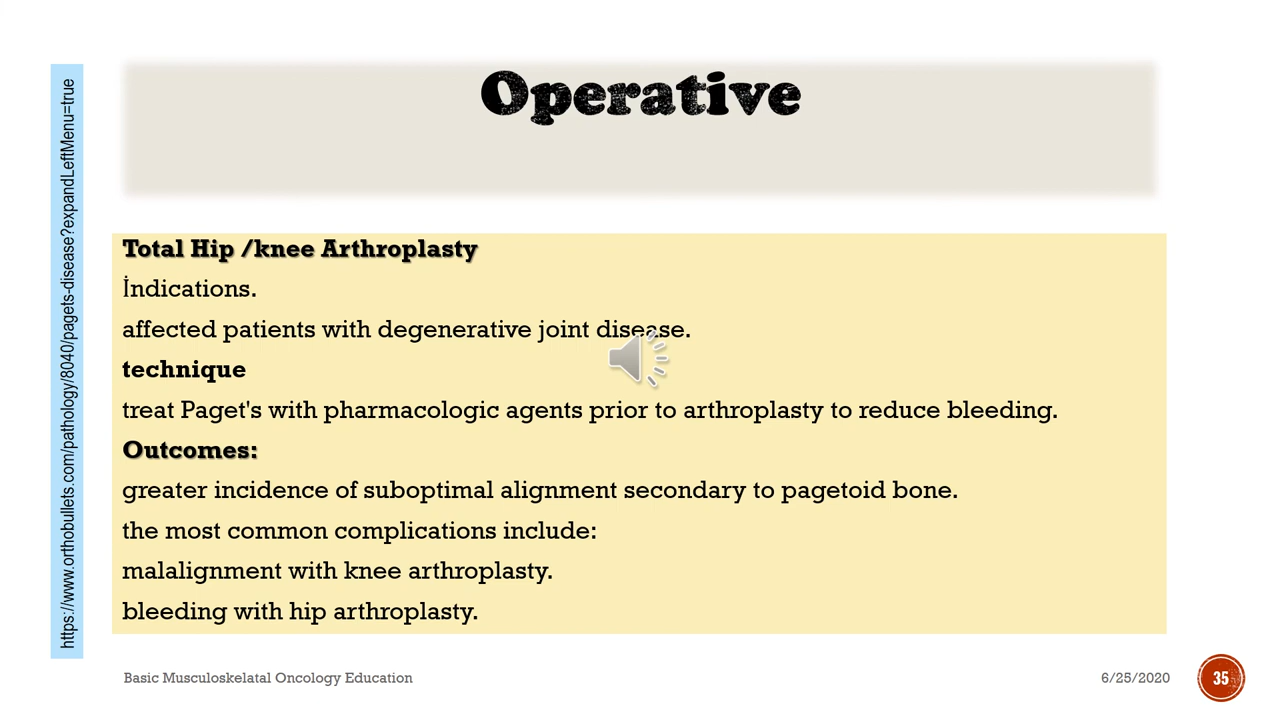 Operative
https://www.orthobullets.com/pathology/8040/pagets-disease?expandLeftMenu=true
Total Hip /knee Arthroplasty
İndications.
affected patients with degenerative joint disease.
technique
treat Paget's with pharmacologic agents prior to arthroplasty to reduce bleeding.
Outcomes:
greater incidence of suboptimal alignment secondary to pagetoid bone.
the most common complications include:
malalignment with knee arthroplasty.
bleeding with hip arthroplasty.
Basic Musculoskelatal Oncology Education
6/25/2020
35